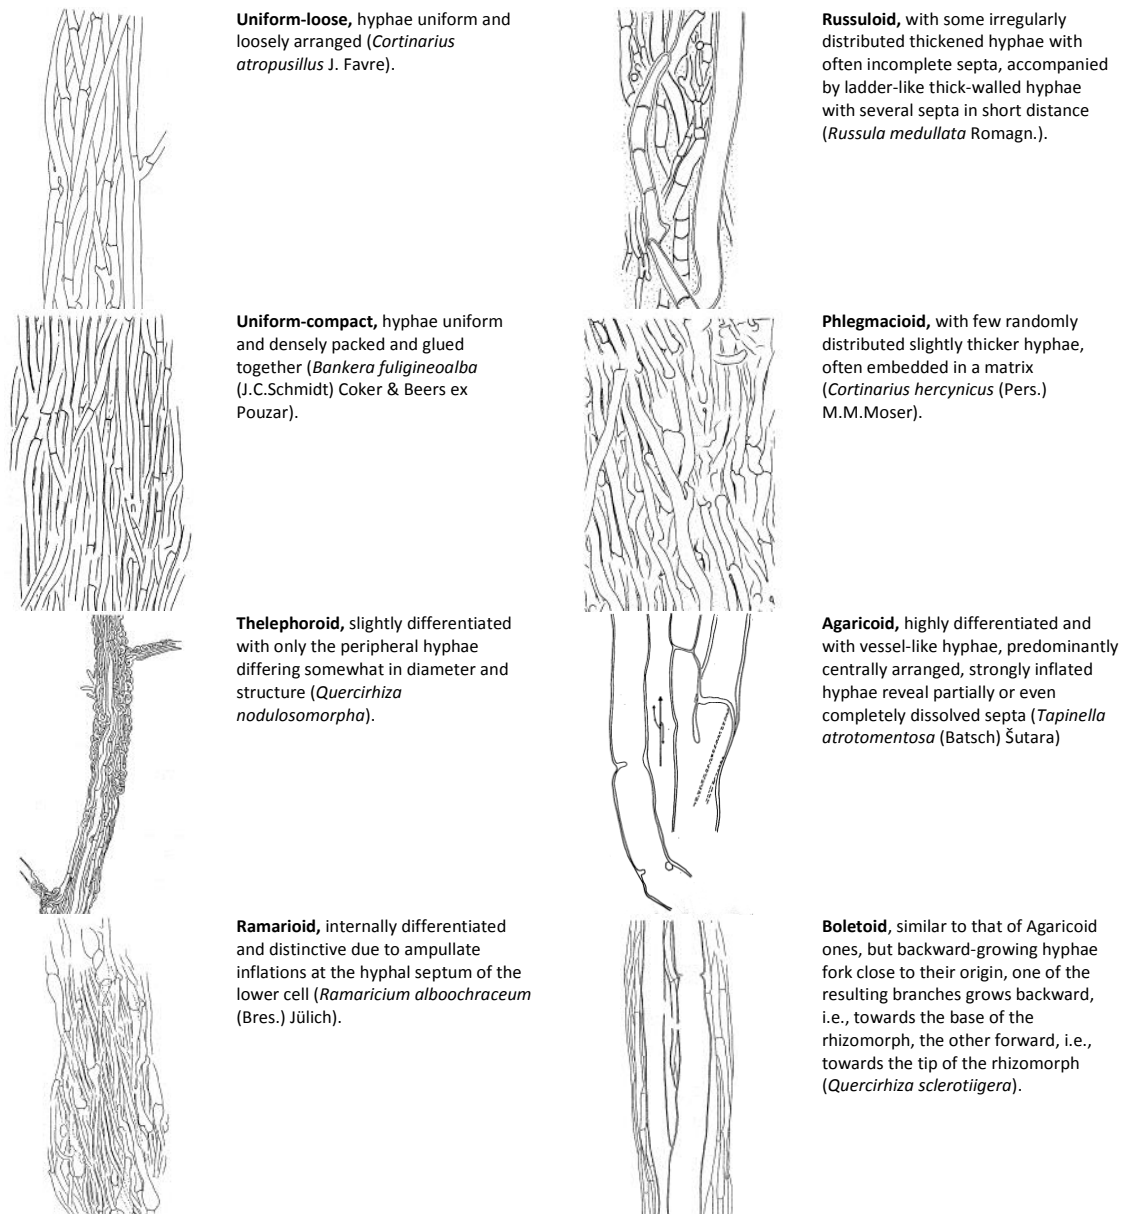 Uniform-loose, hyphae uniform and
loosely arranged (Cortinarius
atropusillus J. Favre).
Russuloid, with some irregularly
distributed thickened hyphae with
often incomplete septa, accompanied
by ladder-like thick-walled hyphae
with several septa in short distance
(Russula medullata Romagn.).
Uniform-compact, hyphae uniform
and densely packed and glued
together (Bankera fuligineoalba
(J.C.Schmidt) Coker & Beers ex
Pouzar).
Phlegmacioid, with few randomly
distributed slightly thicker hyphae,
often embedded in a matrix
(Cortinarius hercynicus (Pers.)
M.M.Moser).
Thelephoroid, slightly differentiated
with only the peripheral hyphae
differing somewhat in diameter and
structure (Quercirhiza
nodulosomorpha).
Agaricoid, highly differentiated and
with vessel-like hyphae, predominantly
centrally arranged, strongly inflated
hyphae reveal partially or even
completely dissolved septa (Tapinella
atrotomentosa (Batsch) Šutara)
Ramarioid, internally differentiated
and distinctive due to ampullate
inflations at the hyphal septum of the
lower cell (Ramaricium alboochraceum
(Bres.) Jülich).
Boletoid, similar to that of Agaricoid
ones, but backward-growing hyphae
fork close to their origin, one of the
resulting branches grows backward,
i.e., towards the base of the
rhizomorph, the other forward, i.e.,
towards the tip of the rhizomorph
(Quercirhiza sclerotiigera).